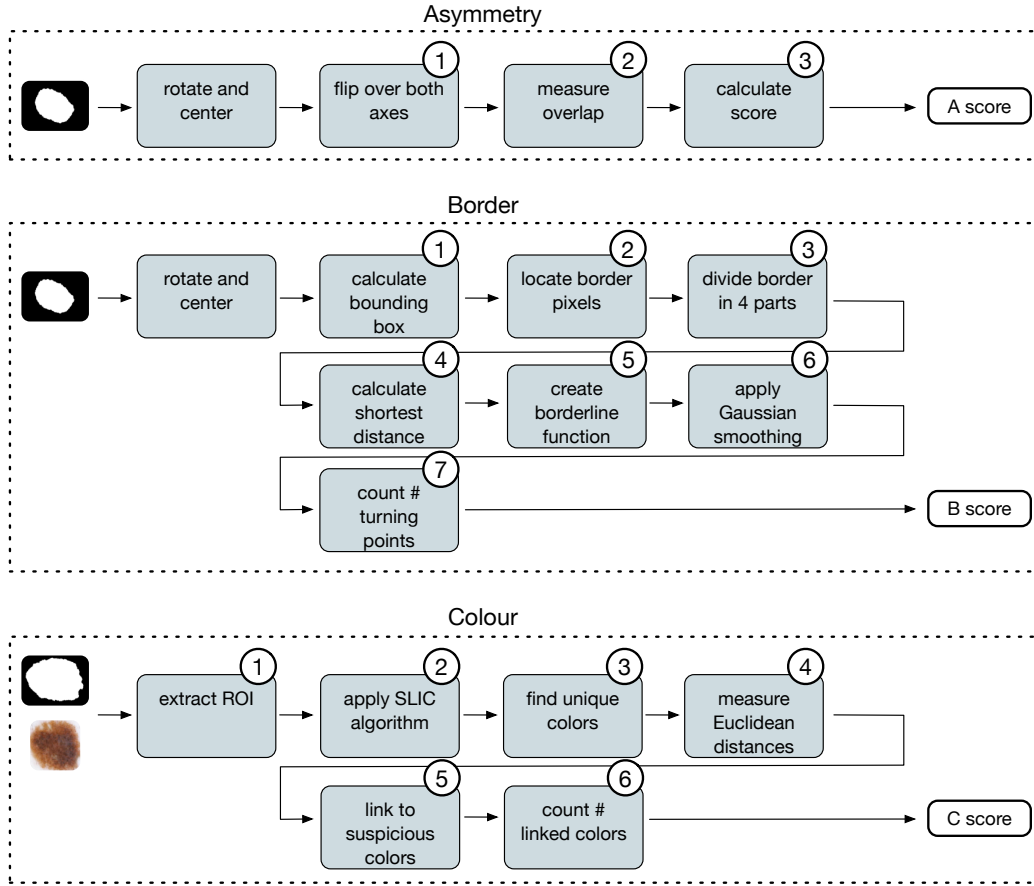 Asymmetry
rotate and
center
1
flip over both
axes
2
measure
overlap
3
calculate
score
A score
Border
rotate and
center
1
calculate
bounding
box
2
locate border
pixels
3
divide border
in 4 parts
4
calculate
shortest
distance
5
create
borderline
function
6
apply
Gaussian
smoothing
7
count #
turning
points
B score
Colour
1
extract ROI
2
apply SLIC
algorithm
3
find unique
colors
4
measure
Euclidean
distances
5
link to
suspicious
colors
6
count #
linked colors
C score